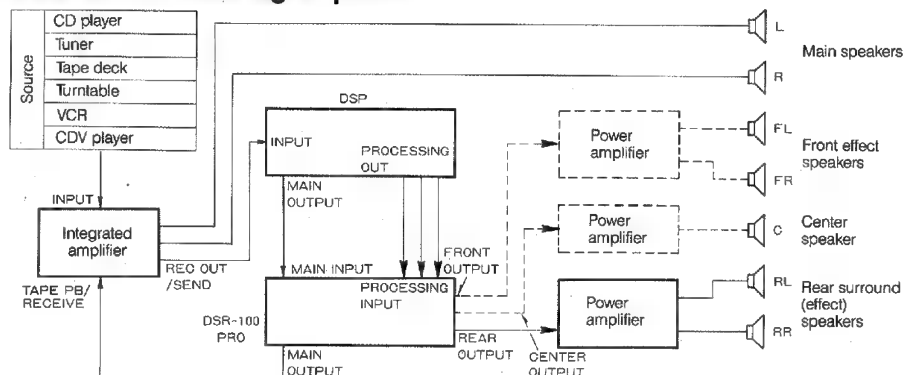 Source
CD player
Tuner
Tape deck
Turntable
VCR
CDV player
L
Main speakers
R
DSP
INPUT
PROCESSING
OUT
MAIN
OUTPUT
Power
amplifier
FL
Front effect
speakers
FR
INPUT
Integrated
amplifier
REC OUT
/SEND
TAPE PB/
RECEIVE
Power
amplifier
C
Center
speaker
FRONT
OUTPUT
MAIN INPUT
PROCESSING
INPUT
DSR-100
PRO
Power
amplifier
RL
Rear surround
(effect)
speakers
RR
REAR
OUTPUT
CENTER
OUTPUT
MAIN
OUTPUT